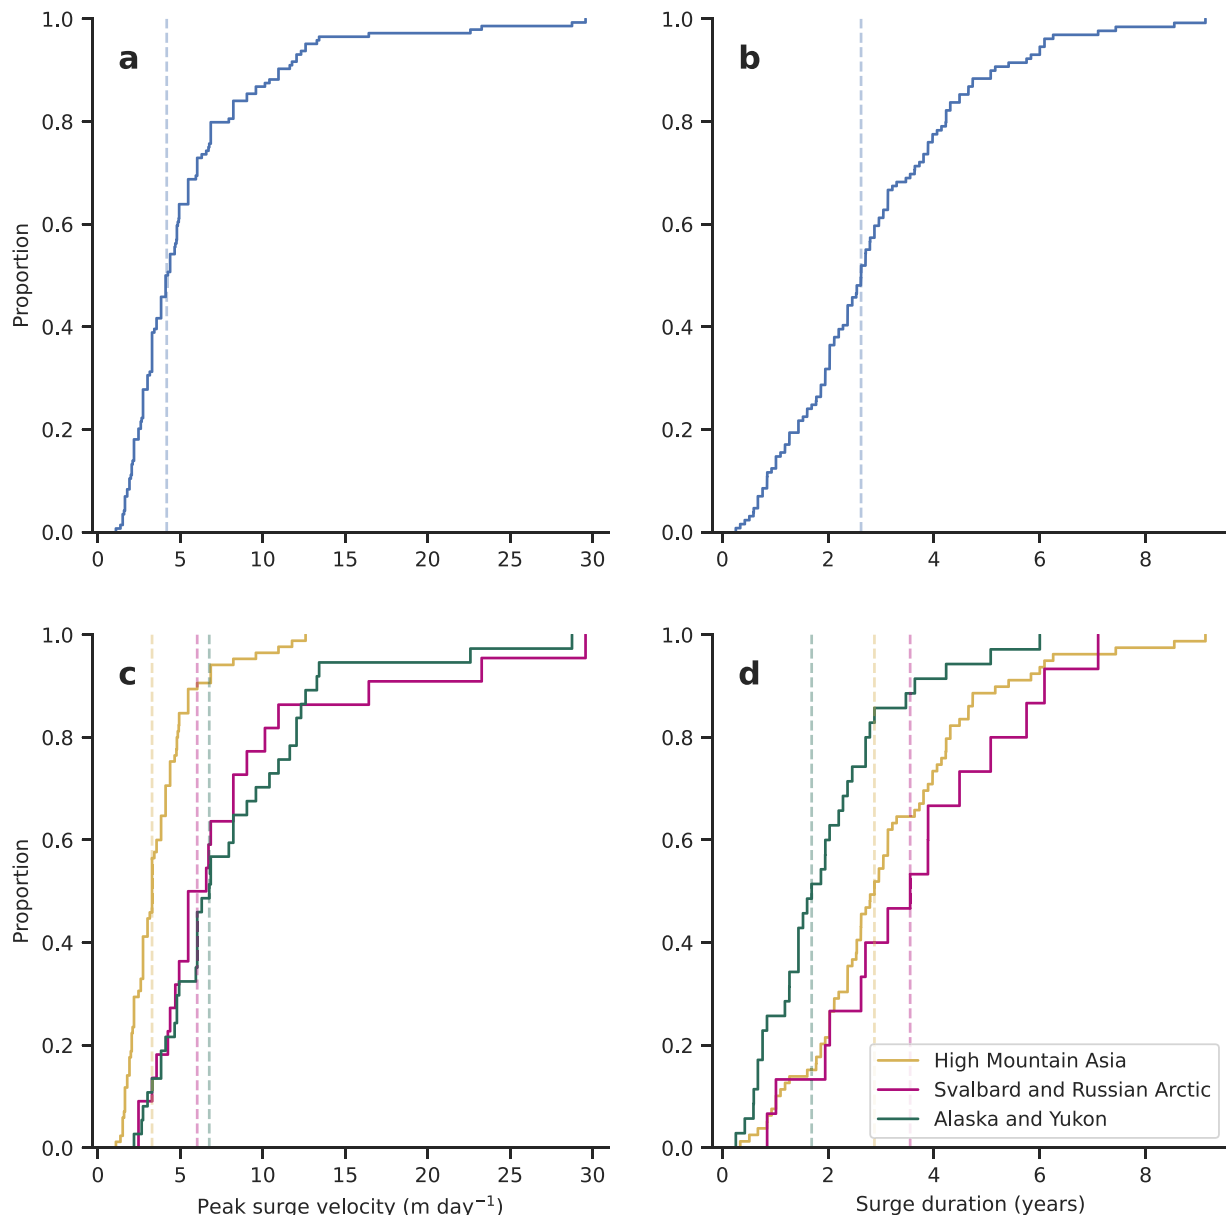 a
1.0
0.8
0.6
0.4
0.2
0.0
Proportion
0 5 10 15 20 25 30
b
1.0
0.8
0.6
0.4
0.2
0.0
0 2 4 6 8
c
1.0
0.8
0.6
0.4
0.2
0.0
Proportion
0 5 10 15 20 25 30
Peak surge velocity (m day⁻¹)
d
1.0
0.8
0.6
0.4
0.2
0.0
High Mountain Asia
Svalbard and Russian Arctic
Alaska and Yukon
0 2 4 6 8
Surge duration (years)